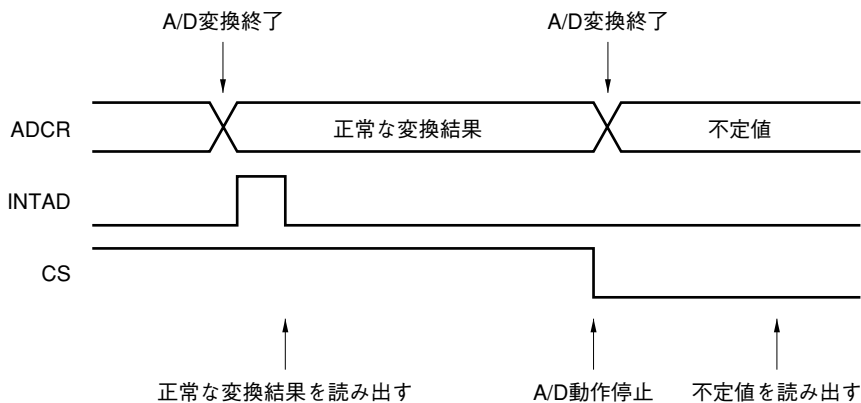 A/D変換終了
A/D変換終了
ADCR
正常な変換結果
不定値
INTAD
CS
正常な変換結果を読み出す
A/D動作停止
不定値を読み出す